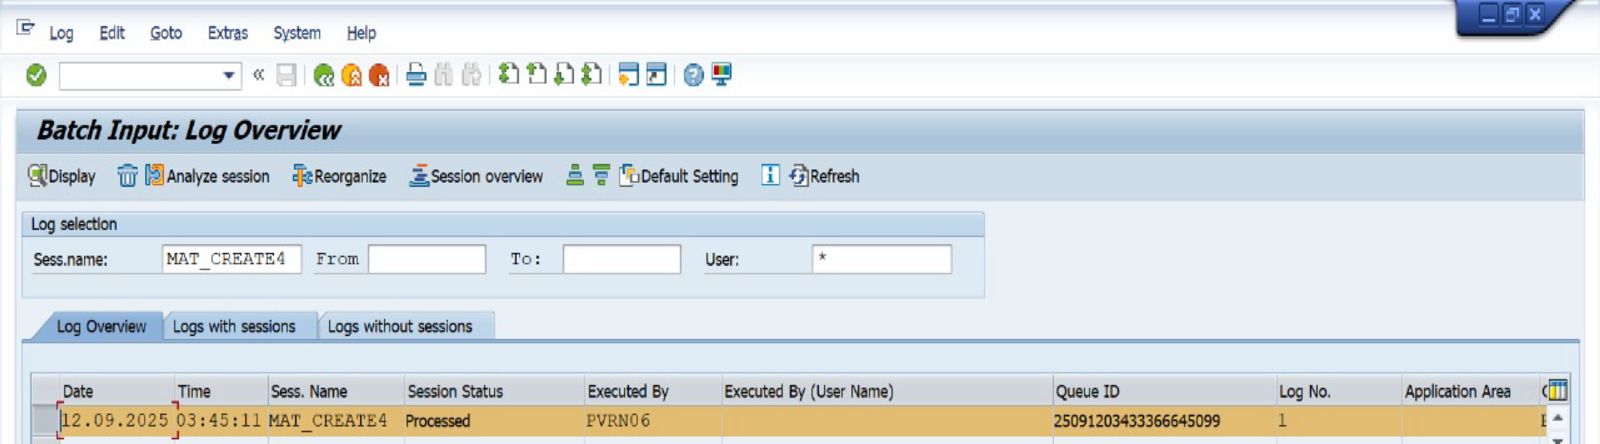 Log Edit Goto Extras System Help
Batch Input: Log Overview
Display Analyze session Reorganize Session overview Default Setting Refresh
Log selection
Sess.name: MAT_CREATE4 From To: User: *
Log Overview Logs with sessions Logs without sessions
Date Time Sess. Name Session Status Executed By Executed By (User Name) Queue ID Log No. Application Area
12.09.2025 03:45:11 MAT_CREATE4 Processed PVRN06 25091203433366645099 1